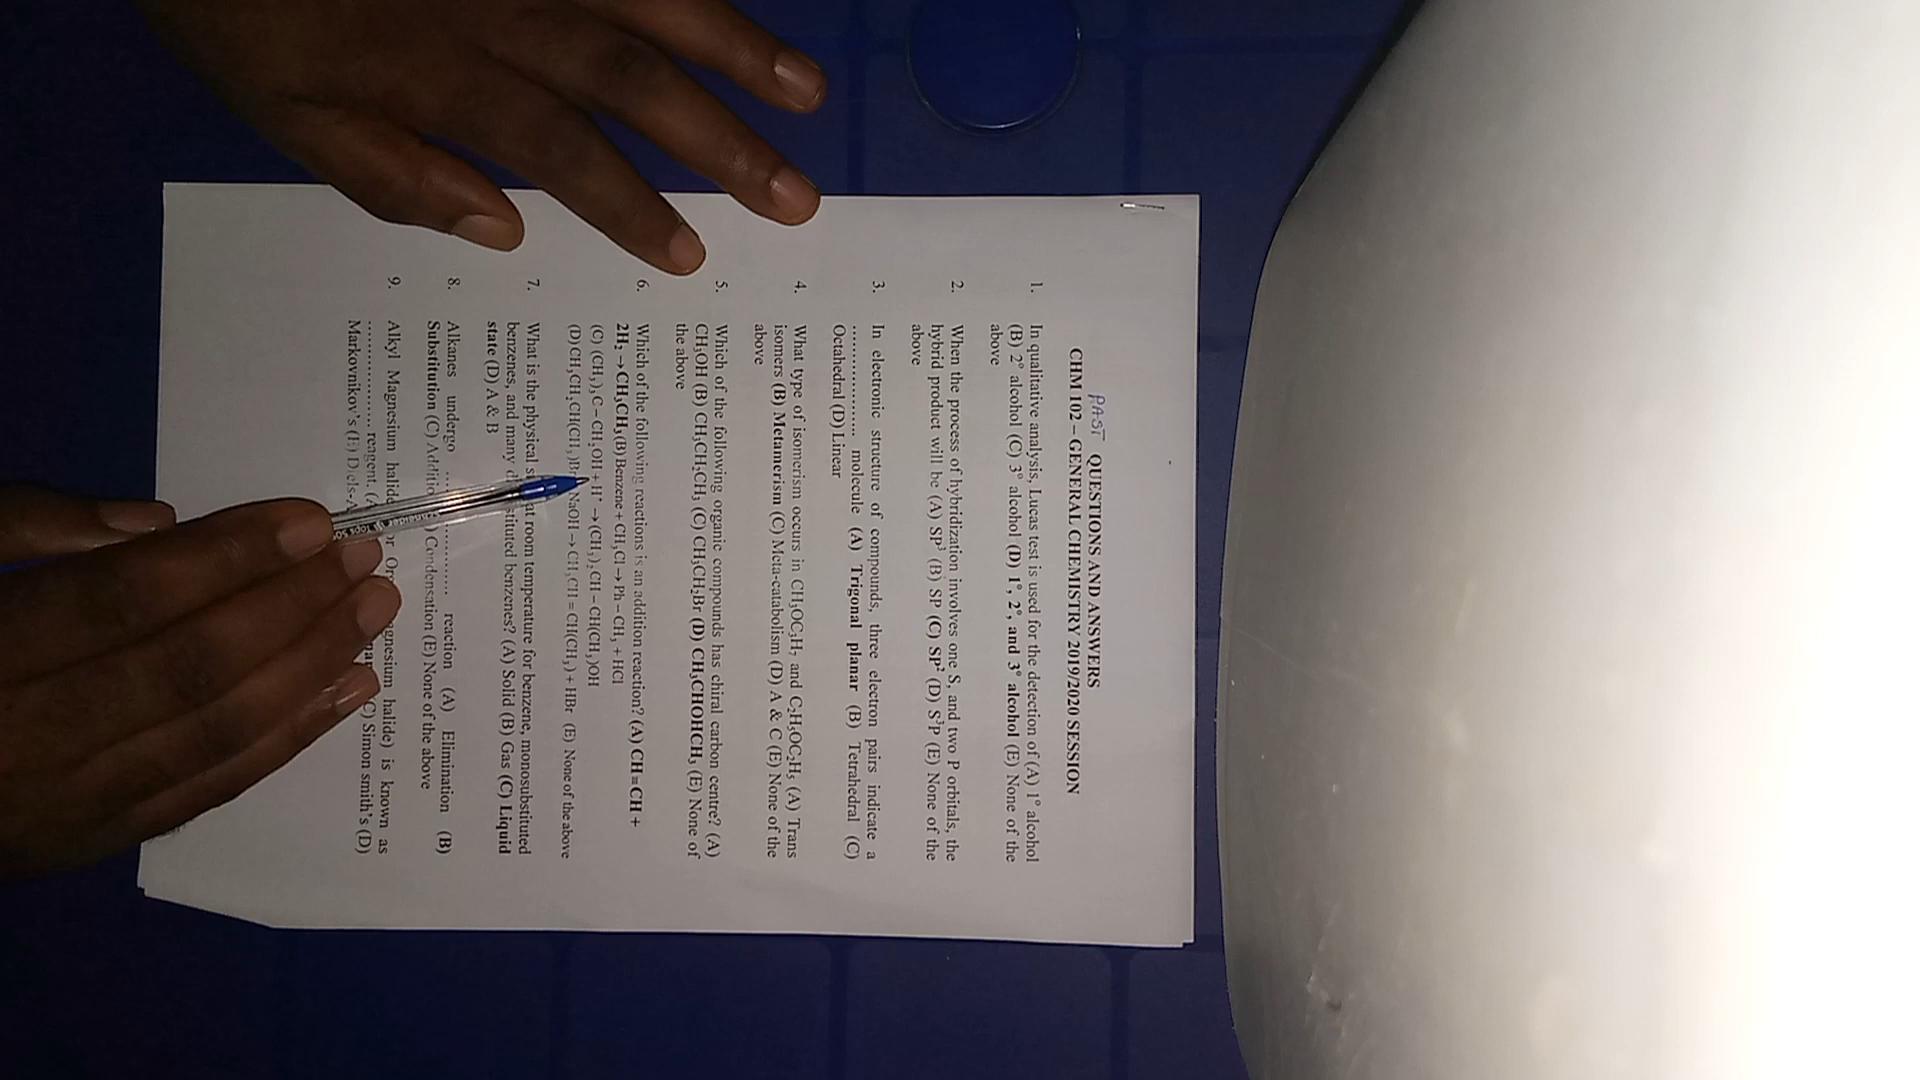 PAST QUESTIONS AND ANSWERS
CHM 102 – GENERAL CHEMISTRY 2019/2020 SESSION
1. In qualitative analysis, Lucas test is used for the detection of (A) 1° alcohol
(B) 2° alcohol (C) 3° alcohol (D) 1°, 2°, and 3° alcohol (E) None of the
above
2. When the process of hybridization involves one S, and two P orbitals, the
hybrid product will be (A) SP³ (B) SP (C) SP² (D) S³P (E) None of the
above
3. In electronic structure of compounds, three electron pairs indicate a
.................. molecule (A) Trigonal planar (B) Tetrahedral (C)
Octahedral (D) Linear
4. What type of isomerism occurs in CH₃OC₃H₇ and C₂H₅OC₂H₅ (A) Trans
isomers (B) Metamerism (C) Meta-catabolism (D) A & C (E) None of the
above
5. Which of the following organic compounds has chiral carbon centre? (A)
CH₃OH (B) CH₃CH₂CH₃ (C) CH₃CH₂Br (D) CH₃CHOHCH₃ (E) None of
the above
6. Which of the following reactions is an addition reaction? (A) CH≡CH +
2H₂ →CH₃CH₃(B) Benzene + CH₃Cl → Ph – CH₃ + HCl
(C) (CH₃)₃C – CH₂OH + H⁺ → (CH₃)₂CH – CH(CH₃)OH
(D) CH₃CH₂CH(CH₃)Br NaOH → CH₃CH = CH(CH₃) + HBr (E) None of the above
7. What is the physical at room temperature for benzene, monosubstituted
benzenes, and many benzenes? (A) Solid (B) Gas (C) Liquid
state (D) A & B
8. Alkanes undergo .................. reaction (A) Elimination (B)
Substitution (C) Condensation (E) None of the above
9. Alkyl Magnesium halide halide) is known as
.................. reagent. (C) Simon smith's (D)
Markovnikov's (E)